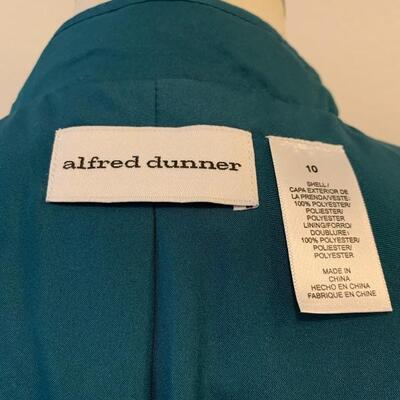 alfred dunner
10
SHELL/
CAPA EXTERIOR DE
LA PRENDA/VESTE:
100% POLYESTER/
POLIESTER/
POLYESTER
LINING/FORRO/
DOUBLURE:
100% POLYESTER/
POLIESTER/
POLYESTER
MADE IN
CHINA
HECHO EN CHINA
FABRIQUE EN CHINE